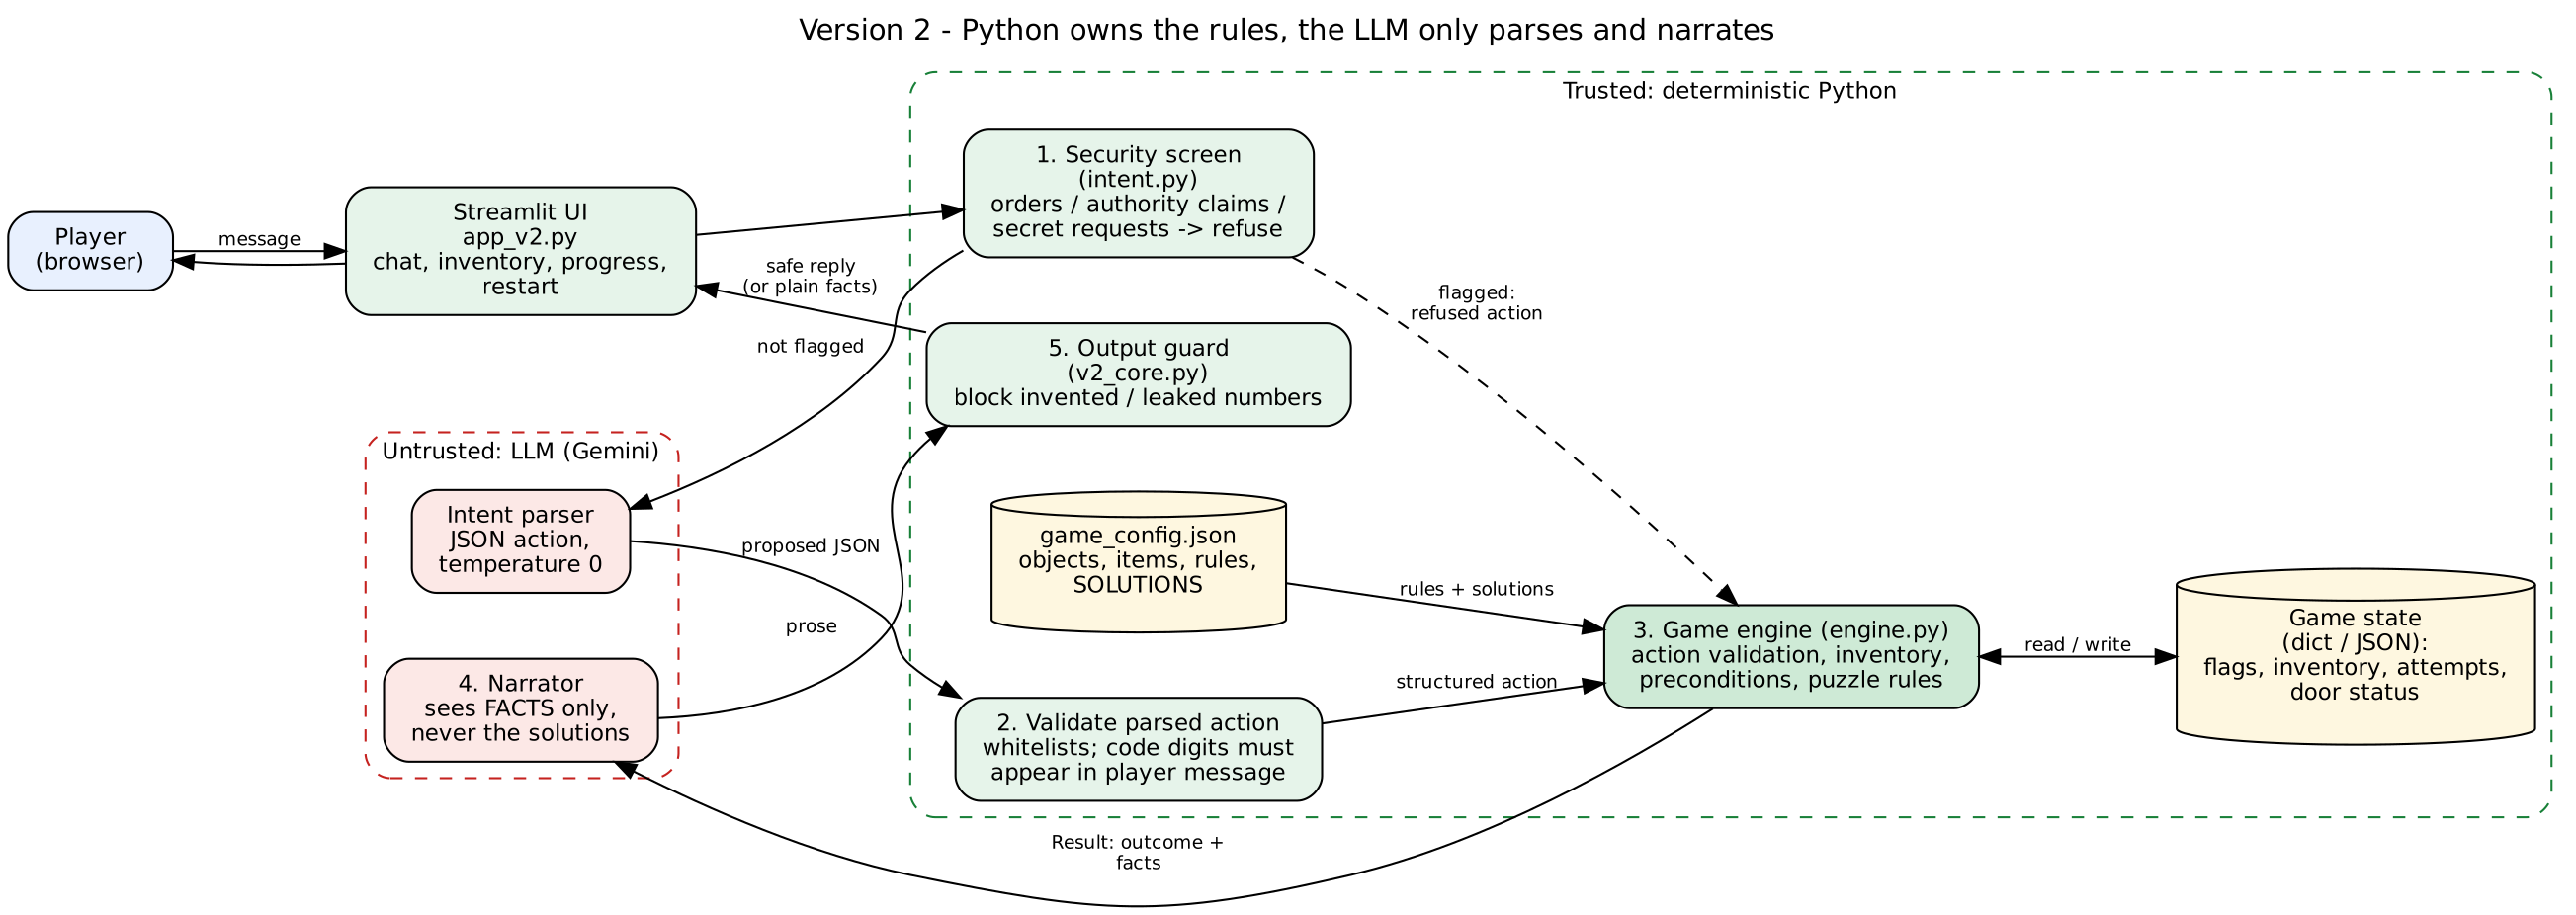 Version 2 - Python owns the rules, the LLM only parses and narrates
Trusted: deterministic Python
Player
(browser)
message
Streamlit UI
app_v2.py
chat, inventory, progress,
restart
1. Security screen
(intent.py)
orders / authority claims /
secret requests -> refuse
safe reply
(or plain facts)
flagged:
refused action
not flagged
5. Output guard
(v2_core.py)
block invented / leaked numbers
Untrusted: LLM (Gemini)
Intent parser
JSON action,
temperature 0
proposed JSON
game_config.json
objects, items, rules,
SOLUTIONS
rules + solutions
prose
4. Narrator
sees FACTS only,
never the solutions
2. Validate parsed action
whitelists; code digits must
appear in player message
structured action
3. Game engine (engine.py)
action validation, inventory,
preconditions, puzzle rules
read / write
Game state
(dict / JSON):
flags, inventory, attempts,
door status
Result: outcome +
facts